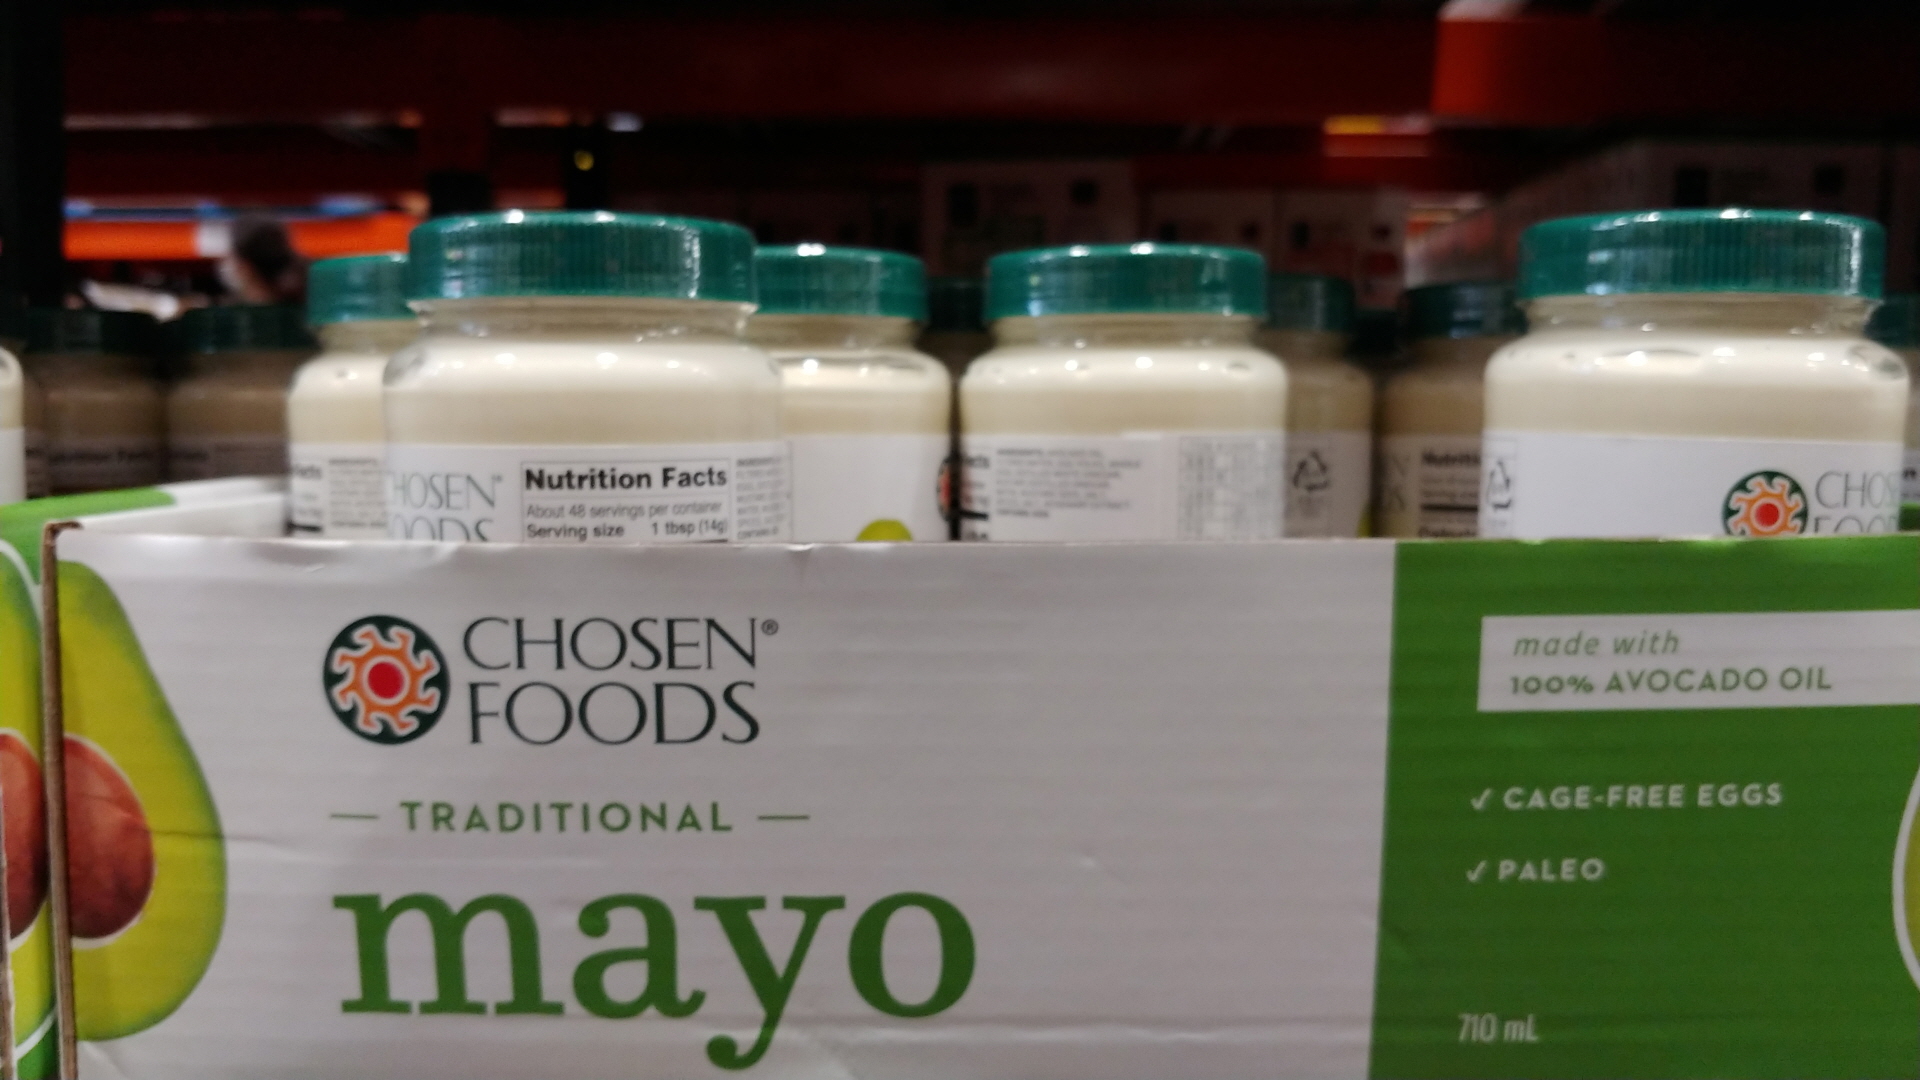 CHOSEN®
FOODS
Nutrition Facts
About 48 servings per container
Serving size 1 tbsp (14g)
CHOSEN®
FOODS
TRADITIONAL
mayo
made with
100% AVOCADO OIL
✓ CAGE-FREE EGGS
✓ PALEO
710 mL